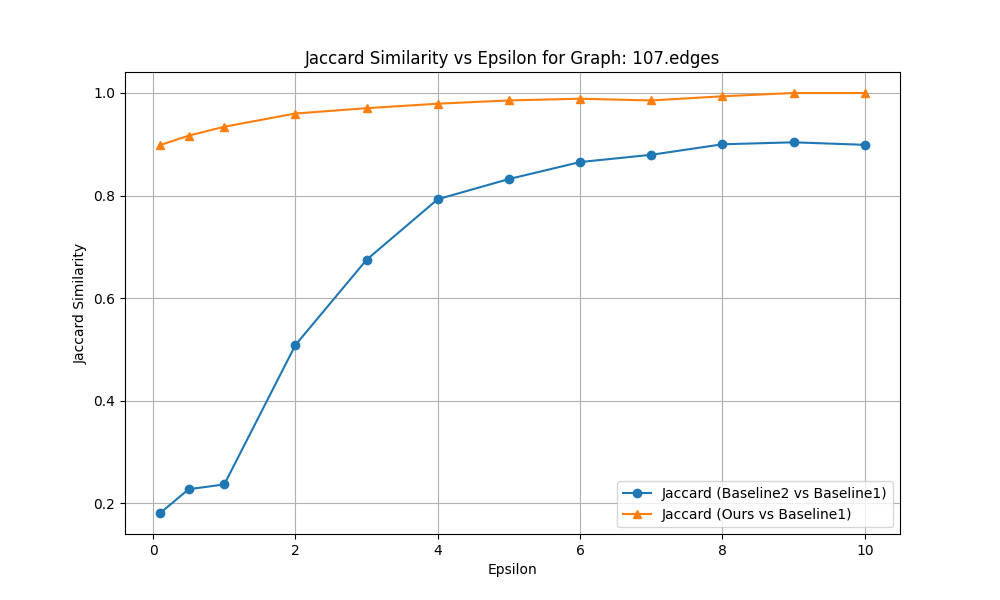 Jaccard Similarity vs Epsilon for Graph: 107.edges
1.0
0.8
0.6
0.4
0.2
Jaccard Similarity
Jaccard (Baseline2 vs Baseline1)
Jaccard (Ours vs Baseline1)
0 2 4 6 8 10
Epsilon